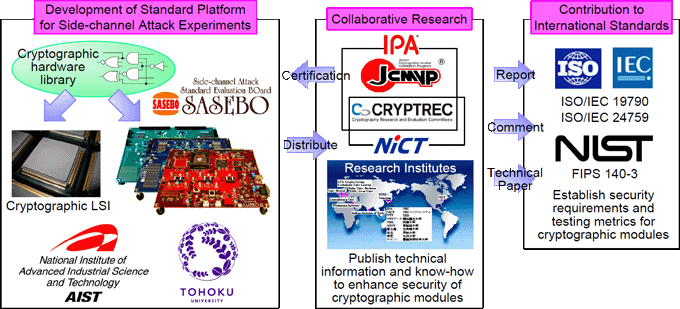 Development of Standard Platform
for Side-channel Attack Experiments
Cryptographic
hardware
library
Side-channel Attack
Standard Evaluation BOard
SASEBO
SASEBO
Cryptographic LSI
National Institute of
Advanced Industrial Science
and Technology
AIST
TOHOKU
UNIVERSITY
Certification
Distribute
Collaborative Research
IPA
JCMVP
CRYPTREC
Cryptography Research and Evaluation Committees
NICT
Research Institutes
Publish technical
information and know-how
to enhance security of
cryptographic modules
Report
Comment
Technical
Paper
Contribution to
International Standards
ISO
IEC
ISO/IEC 19790
ISO/IEC 24759
NIST
FIPS 140-3
Establish security
requirements and
testing metrics for
cryptographic modules